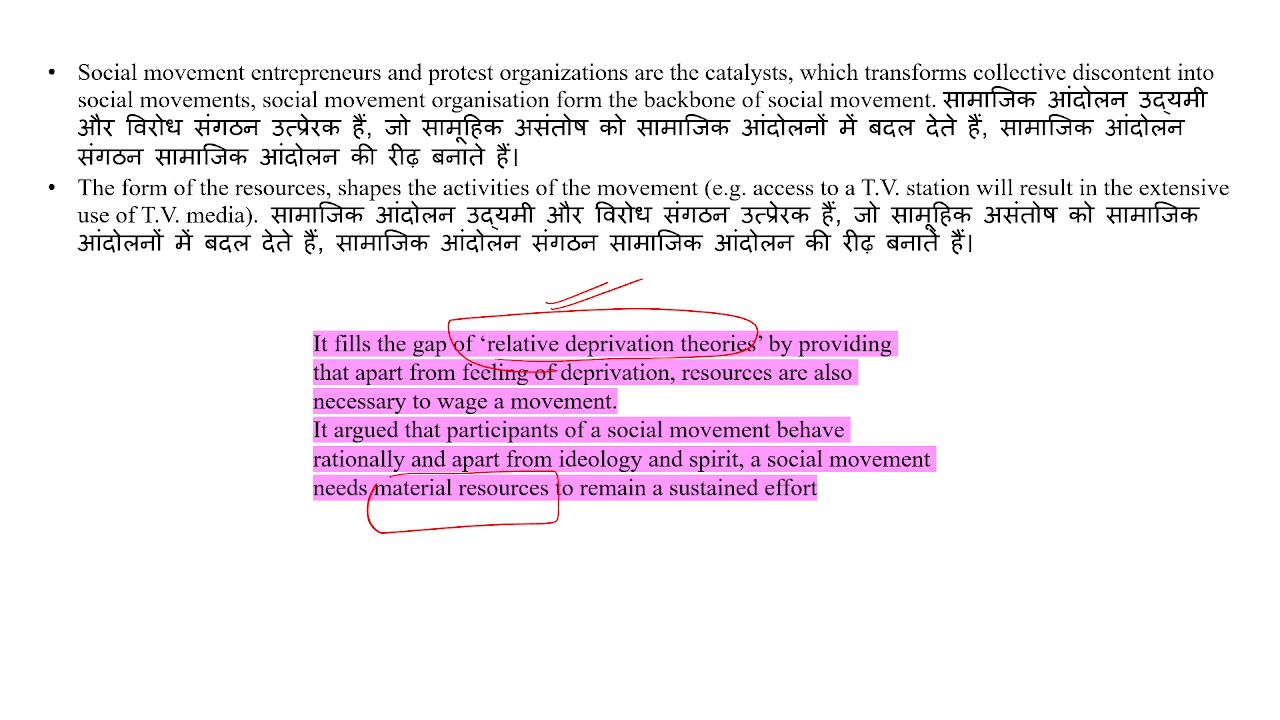 • Social movement entrepreneurs and protest organizations are the catalysts, which transforms collective discontent into
social movements, social movement organisation form the backbone of social movement. सामाजिक आंदोलन उद्यमी
और विरोध संगठन उत्प्रेरक हैं, जो सामूहिक असंतोष को सामाजिक आंदोलनों में बदल देते हैं, सामाजिक आंदोलन
संगठन सामाजिक आंदोलन की रीढ़ बनाते हैं।
• The form of the resources, shapes the activities of the movement (e.g. access to a T.V. station will result in the extensive
use of T.V. media). सामाजिक आंदोलन उद्यमी और विरोध संगठन उत्प्रेरक हैं, जो सामूहिक असंतोष को सामाजिक
आंदोलनों में बदल देते हैं, सामाजिक आंदोलन संगठन सामाजिक आंदोलन की रीढ़ बनाते हैं।
It fills the gap of ‘relative deprivation theories’ by providing
that apart from feeling of deprivation, resources are also
necessary to wage a movement.
It argued that participants of a social movement behave
rationally and apart from ideology and spirit, a social movement
needs material resources to remain a sustained effort